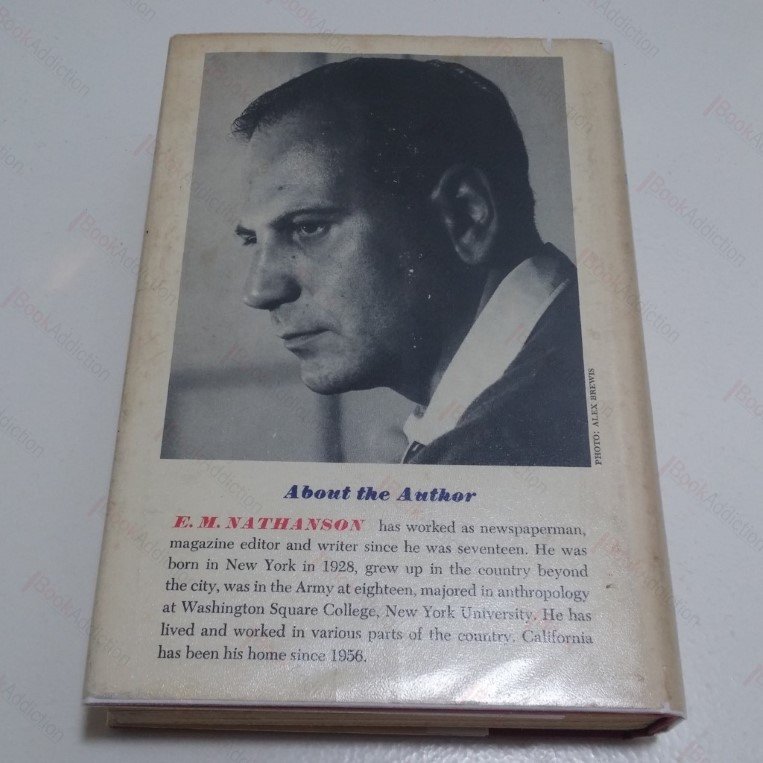 PHOTO: ALEX BREWIS
About the Author
E. M. NATHANSON has worked as newspaperman,
magazine editor and writer since he was seventeen. He was
born in New York in 1928, grew up in the country beyond
the city, was in the Army at eighteen, majored in anthropology
at Washington Square College, New York University. He has
lived and worked in various parts of the country. California
has been his home since 1956.
iBookAddiction